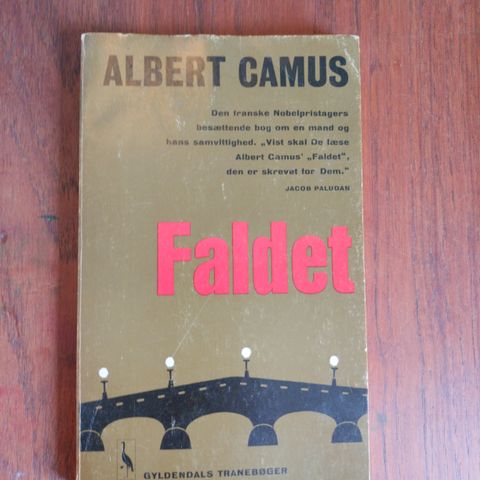 ALBERT CAMUS
Den franske Nobelpristagers
besættende bog om en mand og
hans samvittighed. „Vist skal De læse
Albert Camus' „Faldet",
den er skrevet for Dem."
JACOB PALUDAN
Faldet
GYLDENDALS TRANEBØGER